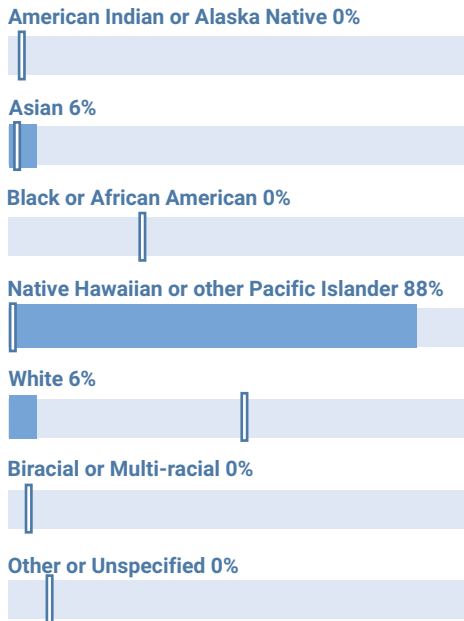 American Indian or Alaska Native 0%
Asian 6%
Black or African American 0%
Native Hawaiian or other Pacific Islander 88%
White 6%
Biracial or Multi-racial 0%
Other or Unspecified 0%